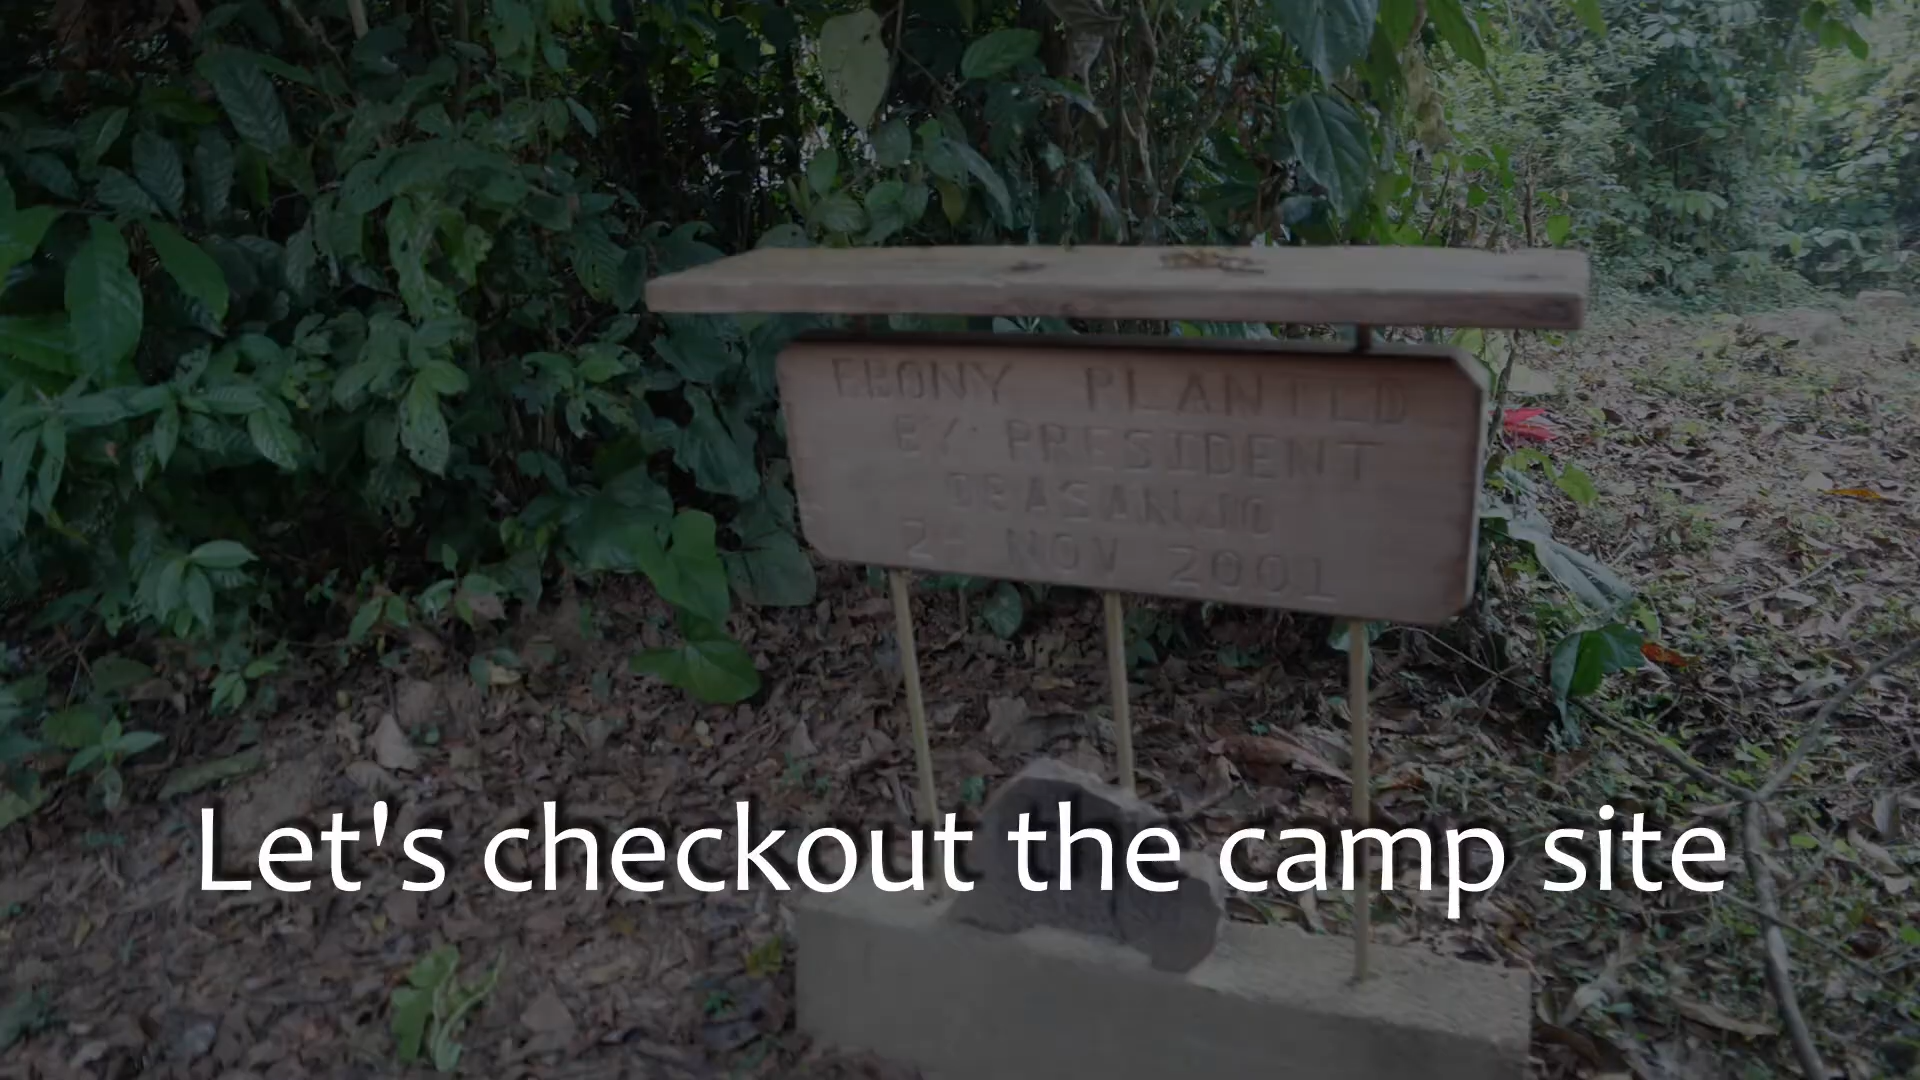 EBONY PLANTED
BY PRESIDENT
OBASANJO
NOV 2001
Let's checkout the camp site